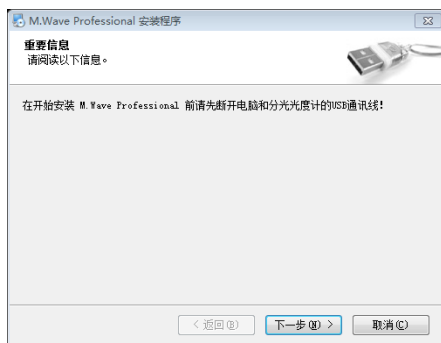 M.Wave Professional 安装程序
重要信息
请阅读以下信息。
在开始安装 M.Wave Professional 前请先断开电脑和分光光度计的USB通讯线!
< 返回(B)
下一步(N) >
取消(C)